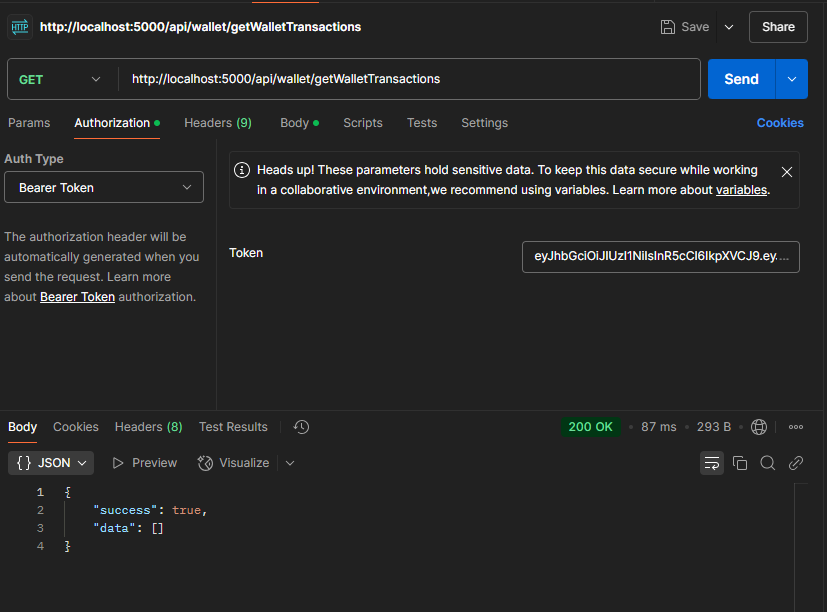 HTTP http://localhost:5000/api/wallet/getWalletTransactions Save Share
GET http://localhost:5000/api/wallet/getWalletTransactions Send
Params Authorization Headers (9) Body Scripts Tests Settings Cookies
Auth Type
Bearer Token
The authorization header will be
automatically generated when you
send the request. Learn more
about Bearer Token authorization.
Heads up! These parameters hold sensitive data. To keep this data secure while working
in a collaborative environment,we recommend using variables. Learn more about variables.
Token eyJhbGciOiJIUzI1NiIsInR5cCI6IkpXVCJ9.ey....
Body Cookies Headers (8) Test Results 200 OK 87 ms 293 B
{} JSON Preview Visualize
1 {
2 "success": true,
3 "data": []
4 }